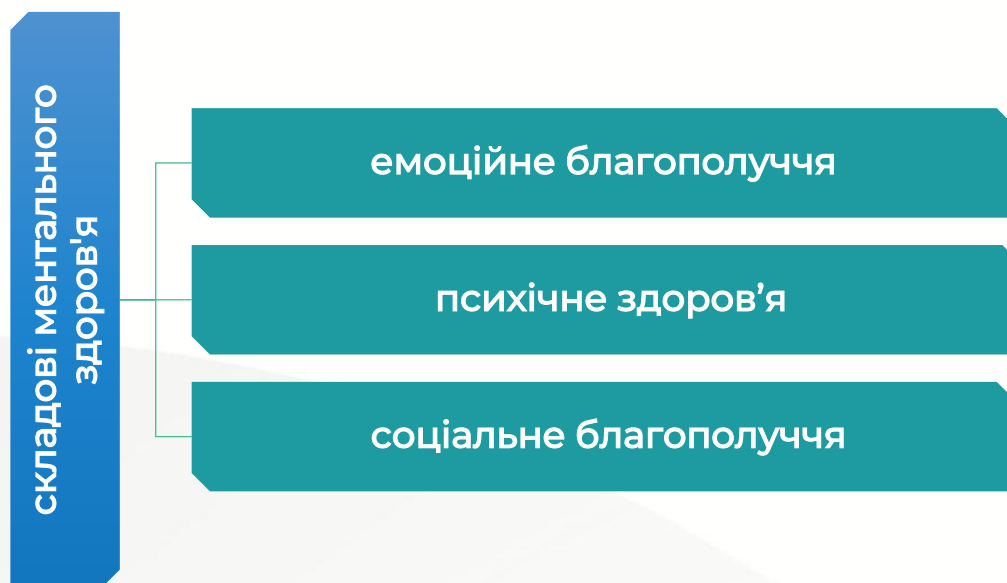 складові ментального
здоров'я
емоційне благополуччя
психічне здоров’я
соціальне благополуччя